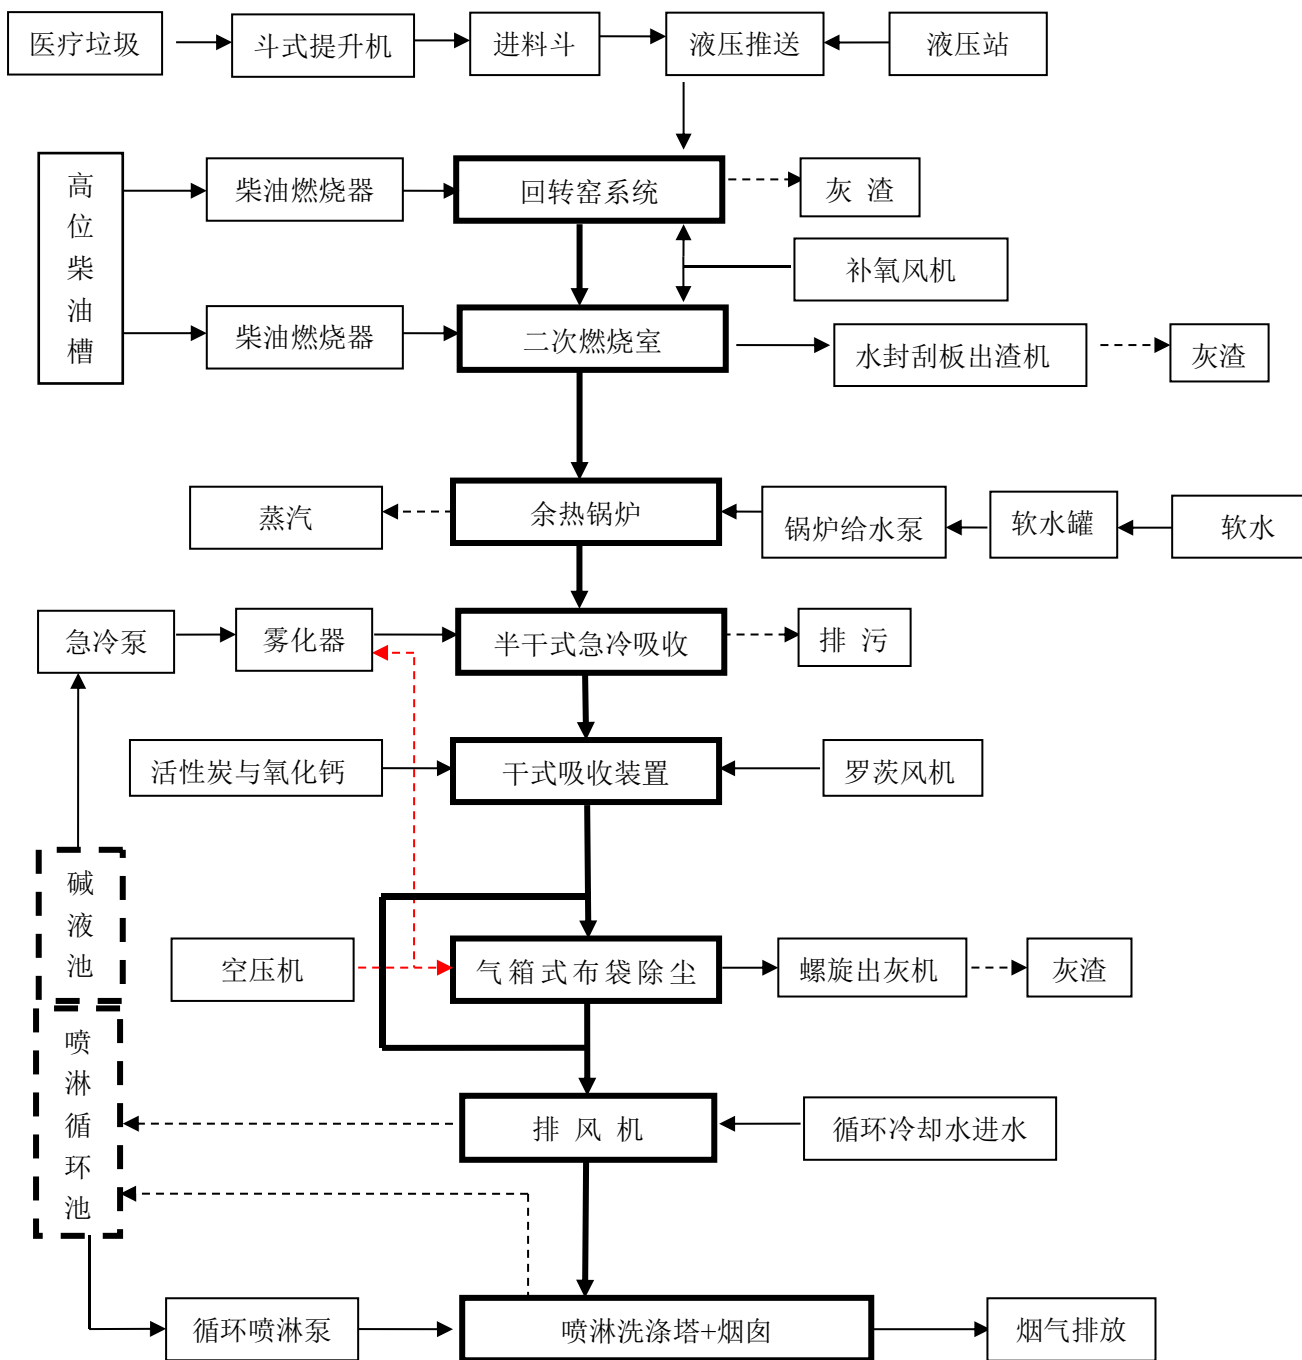 医疗垃圾
斗式提升机
进料斗
液压推送
液压站
高位柴油槽
柴油燃烧器
回转窑系统
灰 渣
补氧风机
柴油燃烧器
二次燃烧室
水封刮板出渣机
灰渣
蒸汽
余热锅炉
锅炉给水泵
软水罐
软水
急冷泵
雾化器
半干式急冷吸收
排 污
活性炭与氧化钙
干式吸收装置
罗茨风机
碱液池
空压机
气箱式布袋除尘
螺旋出灰机
灰渣
喷淋循环池
排 风 机
循环冷却水进水
循环喷淋泵
喷淋洗涤塔+烟囱
烟气排放